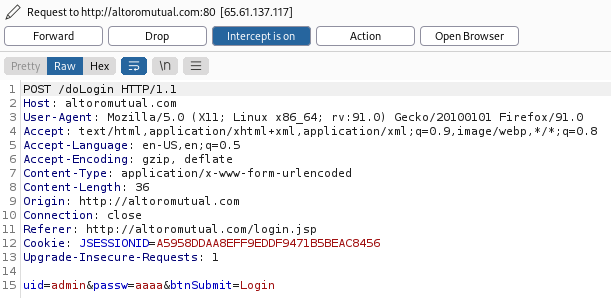 Request to http://altoromutual.com:80 [65.61.137.117]
Forward Drop Intercept is on Action Open Browser
Pretty Raw Hex \n
1 POST /doLogin HTTP/1.1
2 Host: altoromutual.com
3 User-Agent: Mozilla/5.0 (X11; Linux x86_64; rv:91.0) Gecko/20100101 Firefox/91.0
4 Accept: text/html,application/xhtml+xml,application/xml;q=0.9,image/webp,*/*;q=0.8
5 Accept-Language: en-US,en;q=0.5
6 Accept-Encoding: gzip, deflate
7 Content-Type: application/x-www-form-urlencoded
8 Content-Length: 36
9 Origin: http://altoromutual.com
10 Connection: close
11 Referer: http://altoromutual.com/login.jsp
12 Cookie: JSESSIONID=A5958DDAA8EFF9EDDF9471B5BEAC8456
13 Upgrade-Insecure-Requests: 1
14
15 uid=admin&passw=aaaa&btnSubmit=Login